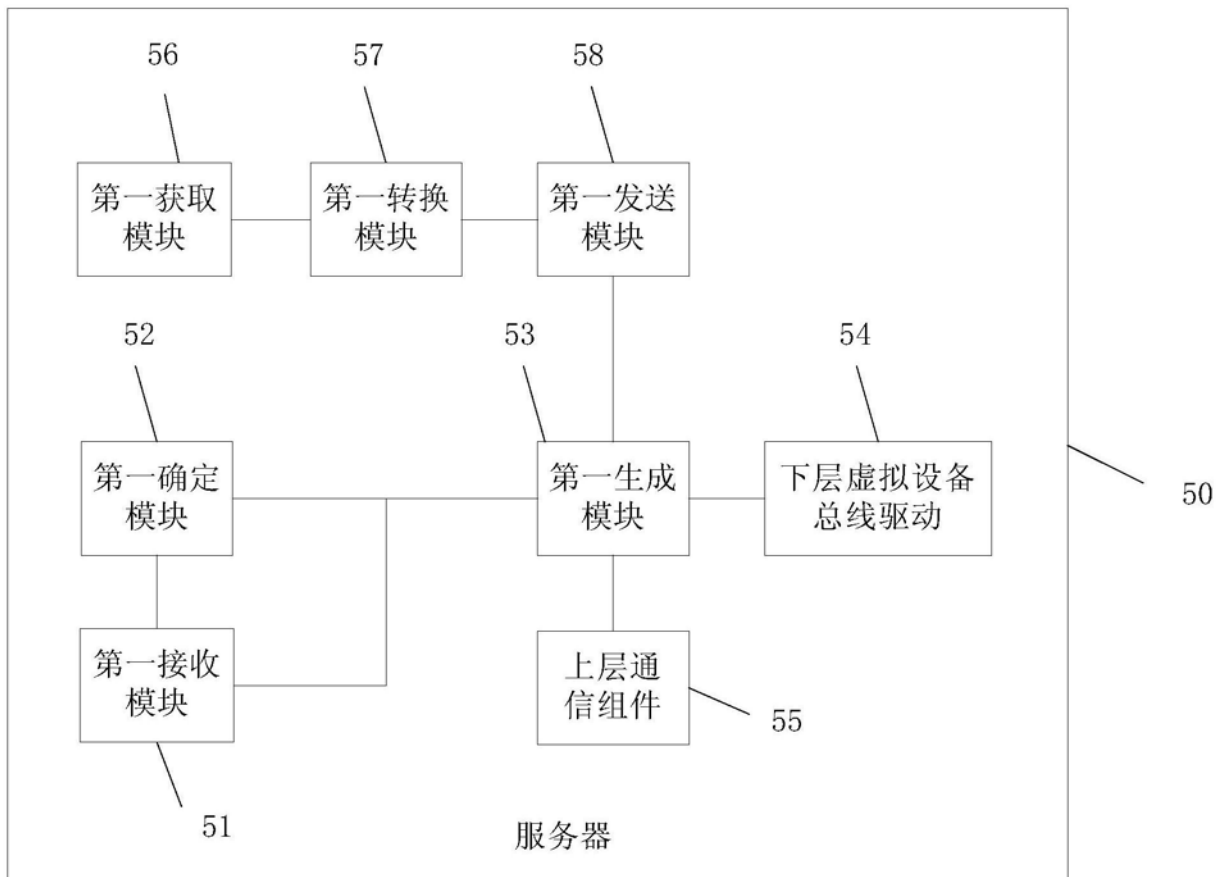 56
57
58
第一获取
模块
第一转换
模块
第一发送
模块
52
53
54
第一确定
模块
第一生成
模块
下层虚拟设备
总线驱动
50
第一接收
模块
上层通
信组件
55
51
服务器